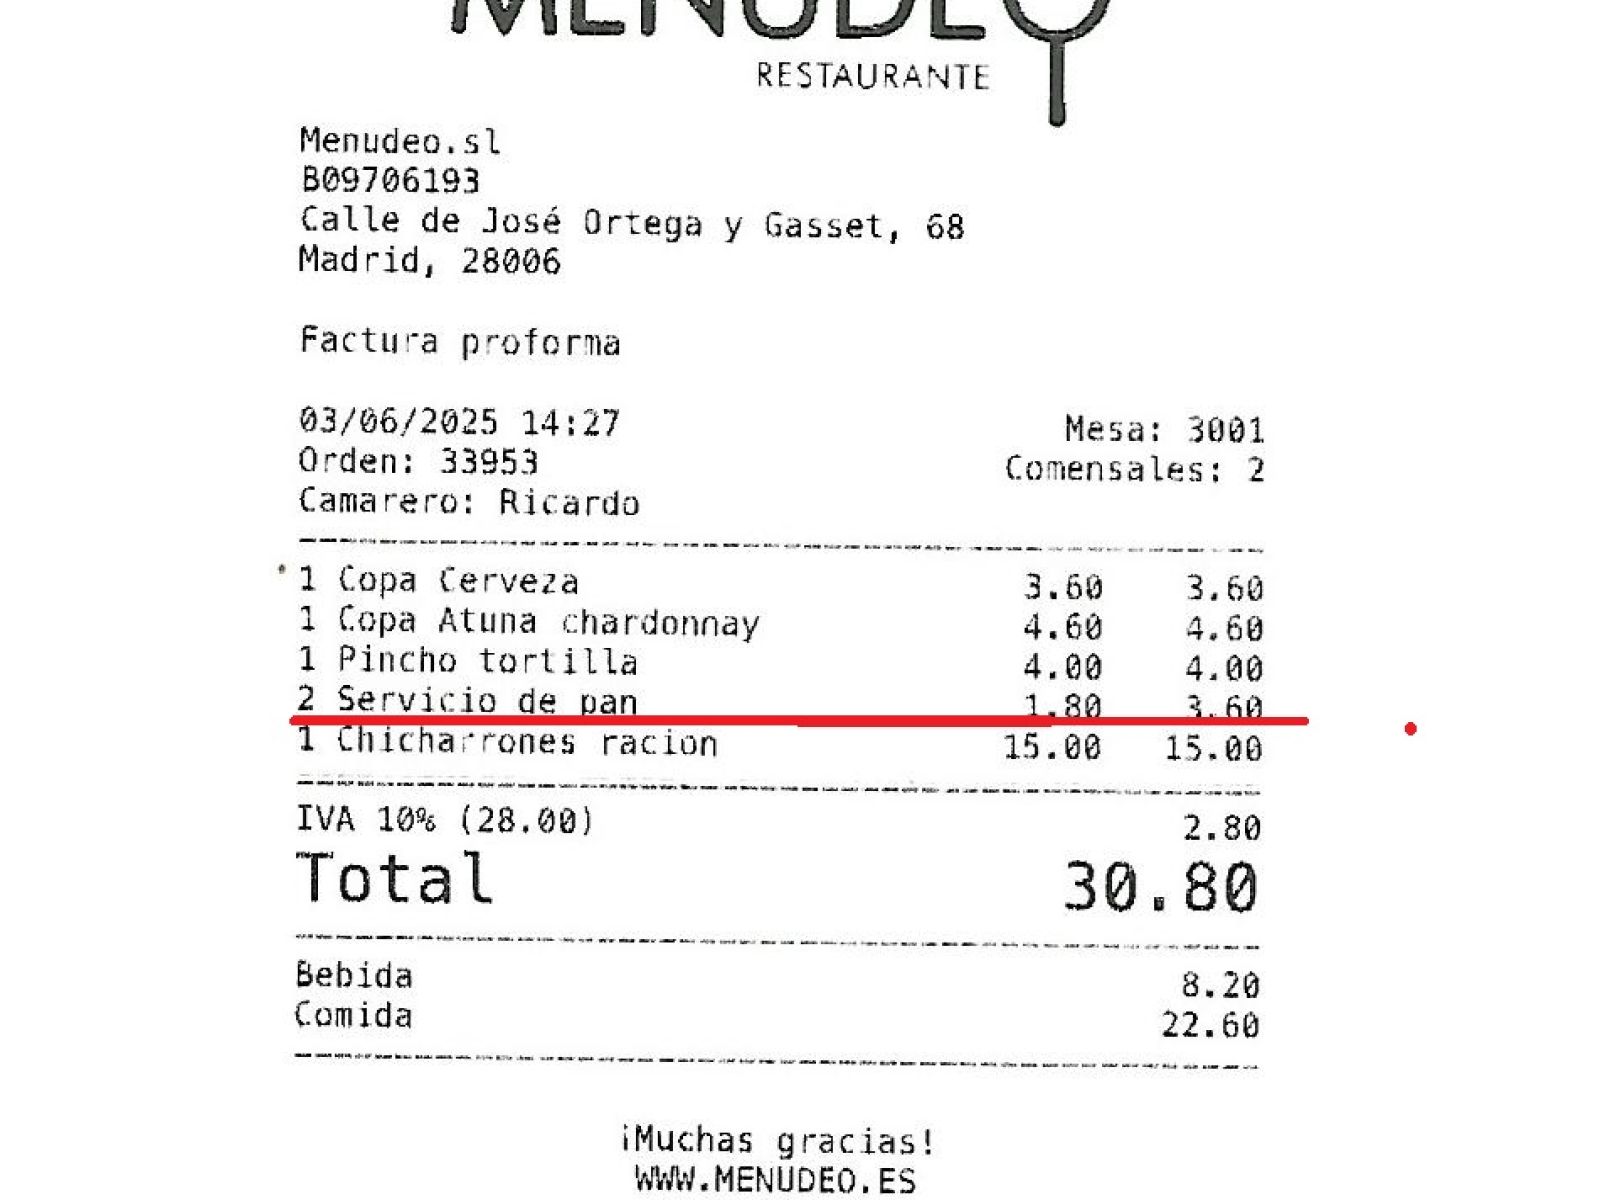 MENUDEO
RESTAURANTE
Menudeo.sl
B09706193
Calle de José Ortega y Gasset, 68
Madrid, 28006
Factura proforma
03/06/2025 14:27 Mesa: 3001
Orden: 33953 Comensales: 2
Camarero: Ricardo
1 Copa Cerveza 3.60 3.60
1 Copa Atuna chardonnay 4.60 4.60
1 Pincho tortilla 4.00 4.00
2 Servicio de pan 1.80 3.60
1 Chicharrones racion 15.00 15.00
IVA 10% (28.00) 2.80
Total 30.80
Bebida 8.20
Comida 22.60
¡Muchas gracias!
WWW.MENUDEO.ES